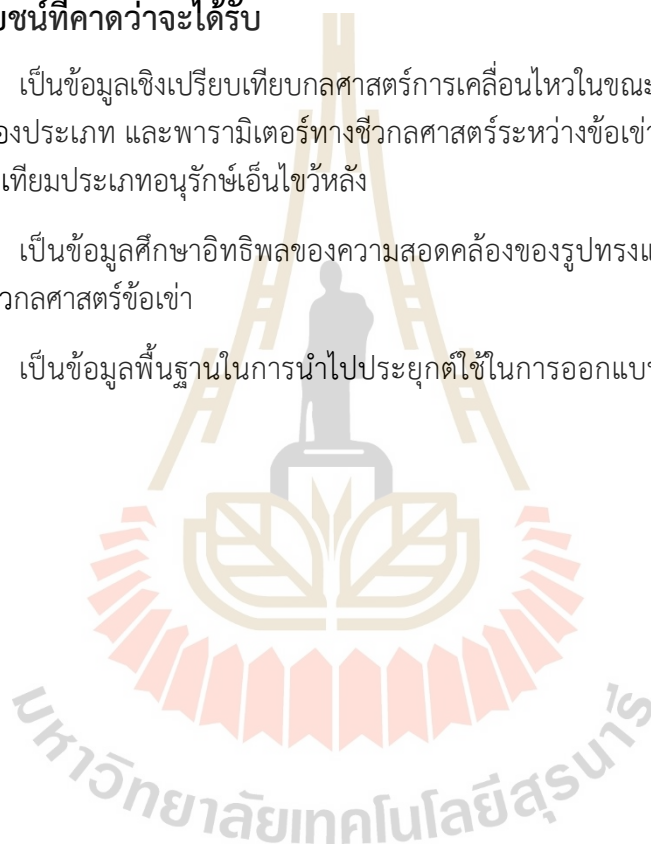 ยชน์ที่คาดว่าจะได้รับ
เป็นข้อมูลเชิงเปรียบเทียบกลศาสตร์การเคลื่อนไหวในขณะ
องประเภท และพารามิเตอร์ทางชีวกลศาสตร์ระหว่างข้อเข่า
เทียมประเภทอนุรักษ์เอ็นไขว้หลัง
เป็นข้อมูลศึกษาอิทธิพลของความสอดคล้องของรูปทรงแ
วกลศาสตร์ข้อเข่า
เป็นข้อมูลพื้นฐานในการนำไปประยุกต์ใช้ในการออกแบบ
มหาวิทยาลัยเทคโนโลยีสุรนารี